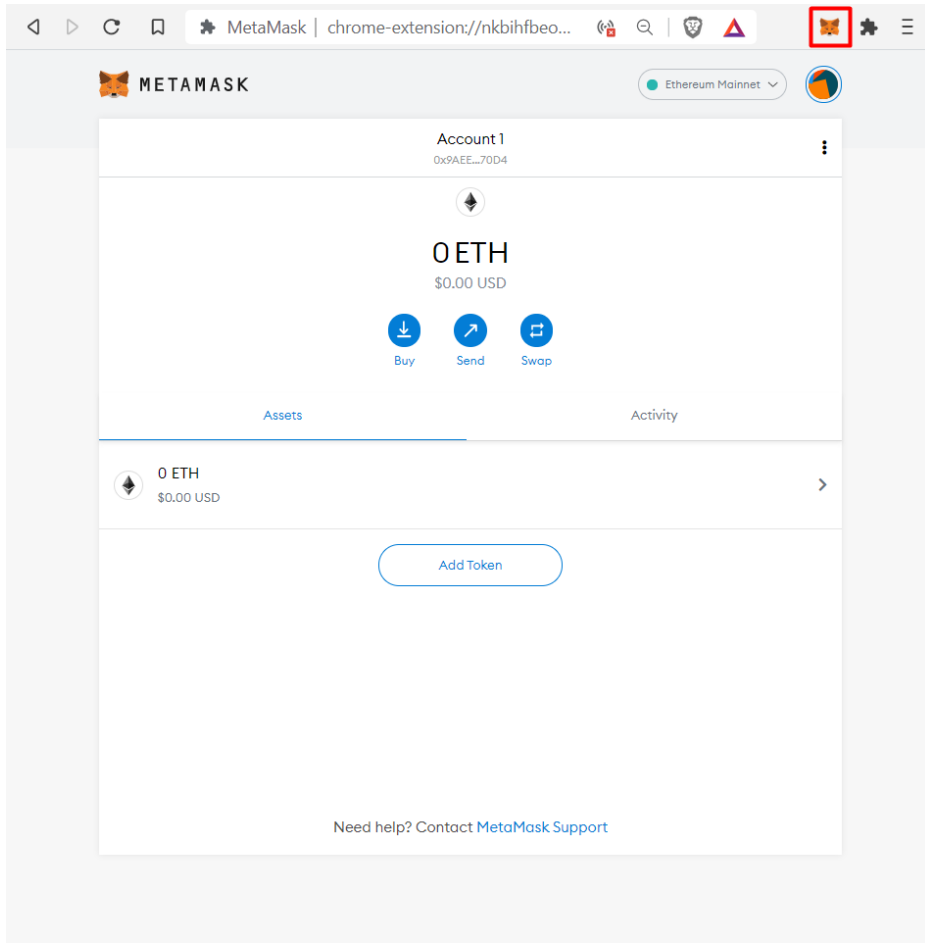 MetaMask | chrome-extension://nkbihfbeo...
METAMASK
Ethereum Mainnet
Account 1
0x9AEE...70D4
0 ETH
$0.00 USD
Buy Send Swap
Assets Activity
0 ETH
$0.00 USD
Add Token
Need help? Contact MetaMask Support